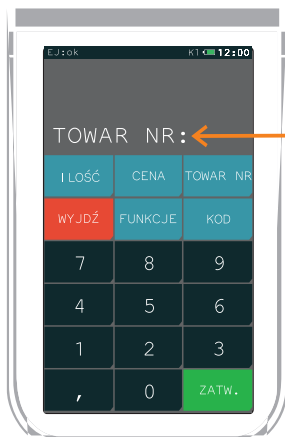 EJ:ok K1 12:00
TOWAR NR:
ILOŚĆ CENA TOWAR NR
WYJDŹ FUNKCJE KOD
7 8 9
4 5 6
1 2 3
, 0 ZATW.